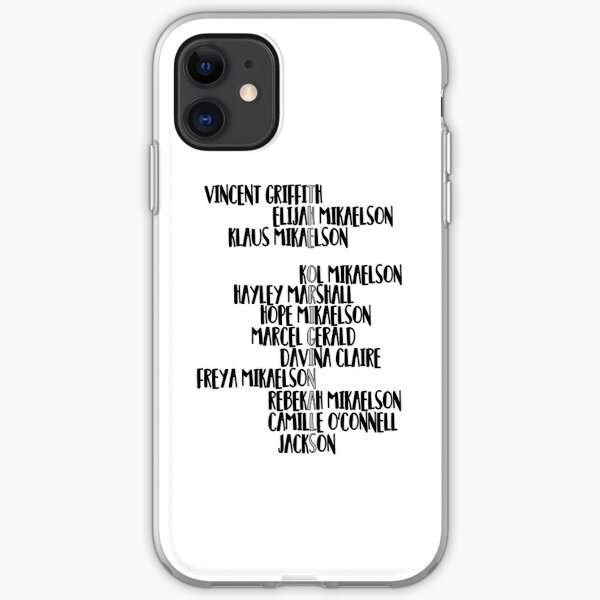 VINCENT GRIFFITH
ELIJAH MIKAELSON
KLAUS MIKAELSON
KOL MIKAELSON
HAYLEY MARSHALL
HOPE MIKAELSON
MARCEL GERALD
DAVINA CLAIRE
FREYA MIKAELSON
REBEKAH MIKAELSON
CAMILLE O'CONNELL
JACKSON